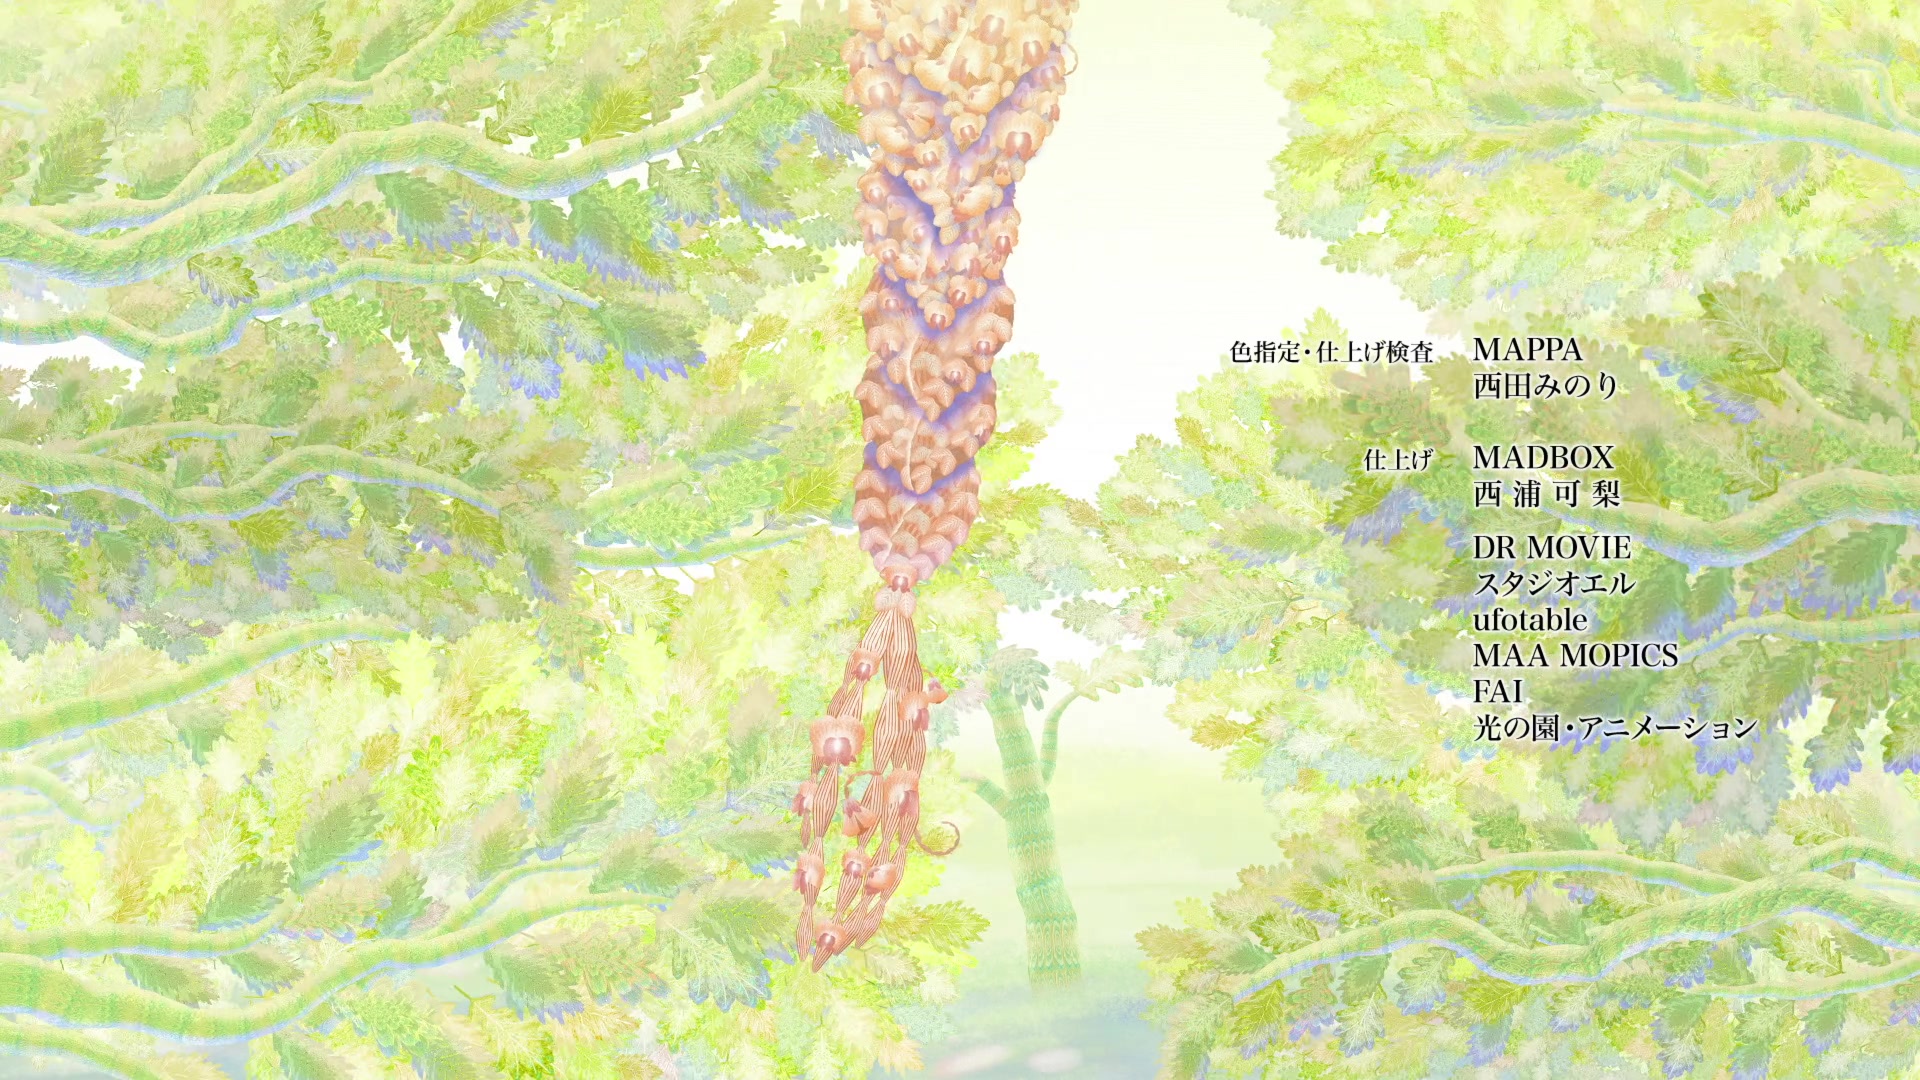 色指定・仕上げ検査 MAPPA
西田みのり
仕上げ MADBOX
西浦可梨
DR MOVIE
スタジオエル
ufotable
MAA MOPICS
FAI
光の園・アニメーション